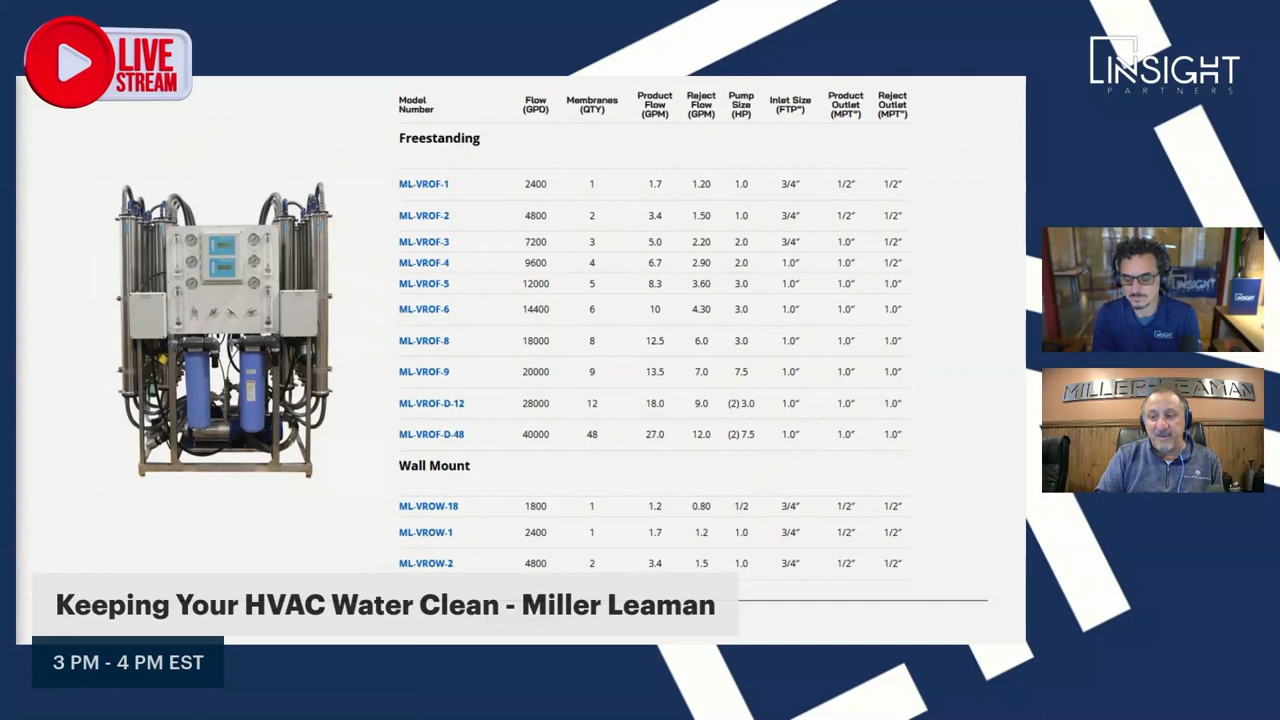 LIVE
STREAM
INSIGHT
PARTNERS
Model Number Flow (GPD) Membranes (QTY) Product Flow (GPM) Reject Flow (GPM) Pump Size (HP) Inlet Size (FTP") Product Outlet (MPT") Reject Outlet (MPT")
Freestanding
ML-VROF-1 2400 1 1.7 1.20 1.0 3/4" 1/2" 1/2"
ML-VROF-2 4800 2 3.4 1.50 1.0 3/4" 1/2" 1/2"
ML-VROF-3 7200 3 5.0 2.20 2.0 3/4" 1.0" 1/2"
ML-VROF-4 9600 4 6.7 2.90 2.0 1.0" 1.0" 1/2"
ML-VROF-5 12000 5 8.3 3.60 3.0 1.0" 1.0" 1.0"
ML-VROF-6 14400 6 10 4.30 3.0 1.0" 1.0" 1.0"
ML-VROF-8 18000 8 12.5 6.0 3.0 1.0" 1.0" 1.0"
ML-VROF-9 20000 9 13.5 7.0 7.5 1.0" 1.0" 1.0"
ML-VROF-D-12 28000 12 18.0 9.0 (2) 3.0 1.0" 1.0" 1.0"
ML-VROF-D-48 40000 48 27.0 12.0 (2) 7.5 1.0" 1.0" 1.0"
Wall Mount
ML-VROW-18 1800 1 1.2 0.80 1/2 3/4" 1/2" 1/2"
ML-VROW-1 2400 1 1.7 1.2 1.0 3/4" 1/2" 1/2"
ML-VROW-2 4800 2 3.4 1.5 1.0 3/4" 1/2" 1/2"
INSIGHT
INSIGHT
MILLER-LEAMAN
Keeping Your HVAC Water Clean - Miller Leaman
3 PM - 4 PM EST